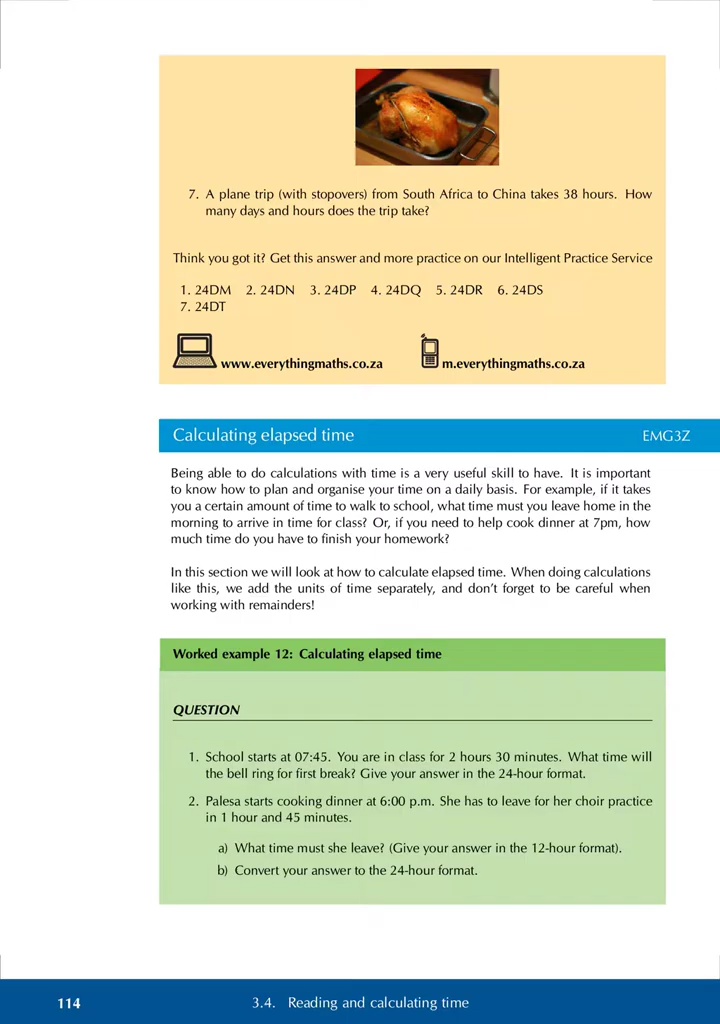 7. A plane trip (with stopovers) from South Africa to China takes 38 hours. How
many days and hours does the trip take?
Think you got it? Get this answer and more practice on our Intelligent Practice Service
1. 24DM 2. 24DN 3. 24DP 4. 24DQ 5. 24DR 6. 24DS
7. 24DT
www.everythingmaths.co.za m.everythingmaths.co.za
Calculating elapsed time EMG3Z
Being able to do calculations with time is a very useful skill to have. It is important
to know how to plan and organise your time on a daily basis. For example, if it takes
you a certain amount of time to walk to school, what time must you leave home in the
morning to arrive in time for class? Or, if you need to help cook dinner at 7pm, how
much time do you have to finish your homework?
In this section we will look at how to calculate elapsed time. When doing calculations
like this, we add the units of time separately, and don't forget to be careful when
working with remainders!
Worked example 12: Calculating elapsed time
QUESTION
1. School starts at 07:45. You are in class for 2 hours 30 minutes. What time will
the bell ring for first break? Give your answer in the 24-hour format.
2. Palesa starts cooking dinner at 6:00 p.m. She has to leave for her choir practice
in 1 hour and 45 minutes.
a) What time must she leave? (Give your answer in the 12-hour format).
b) Convert your answer to the 24-hour format.
114 3.4. Reading and calculating time